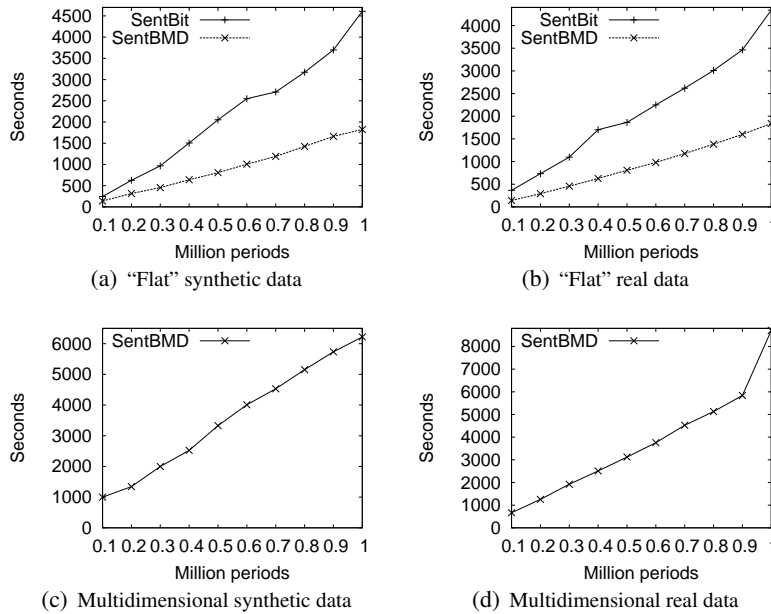 SentBit
SentBMD
4500
4000
3500
3000
2500
2000
1500
1000
500
0
Seconds
0.1 0.2 0.3 0.4 0.5 0.6 0.7 0.8 0.9 1
Million periods
(a) “Flat” synthetic data
SentBit
SentBMD
4000
3500
3000
2500
2000
1500
1000
500
0
Seconds
0.1 0.2 0.3 0.4 0.5 0.6 0.7 0.8 0.9 1
Million periods
(b) “Flat” real data
SentBMD
6000
5000
4000
3000
2000
1000
0
Seconds
0.1 0.2 0.3 0.4 0.5 0.6 0.7 0.8 0.9 1
Million periods
(c) Multidimensional synthetic data
SentBMD
8000
7000
6000
5000
4000
3000
2000
1000
0
Seconds
0.1 0.2 0.3 0.4 0.5 0.6 0.7 0.8 0.9 1
Million periods
(d) Multidimensional real data